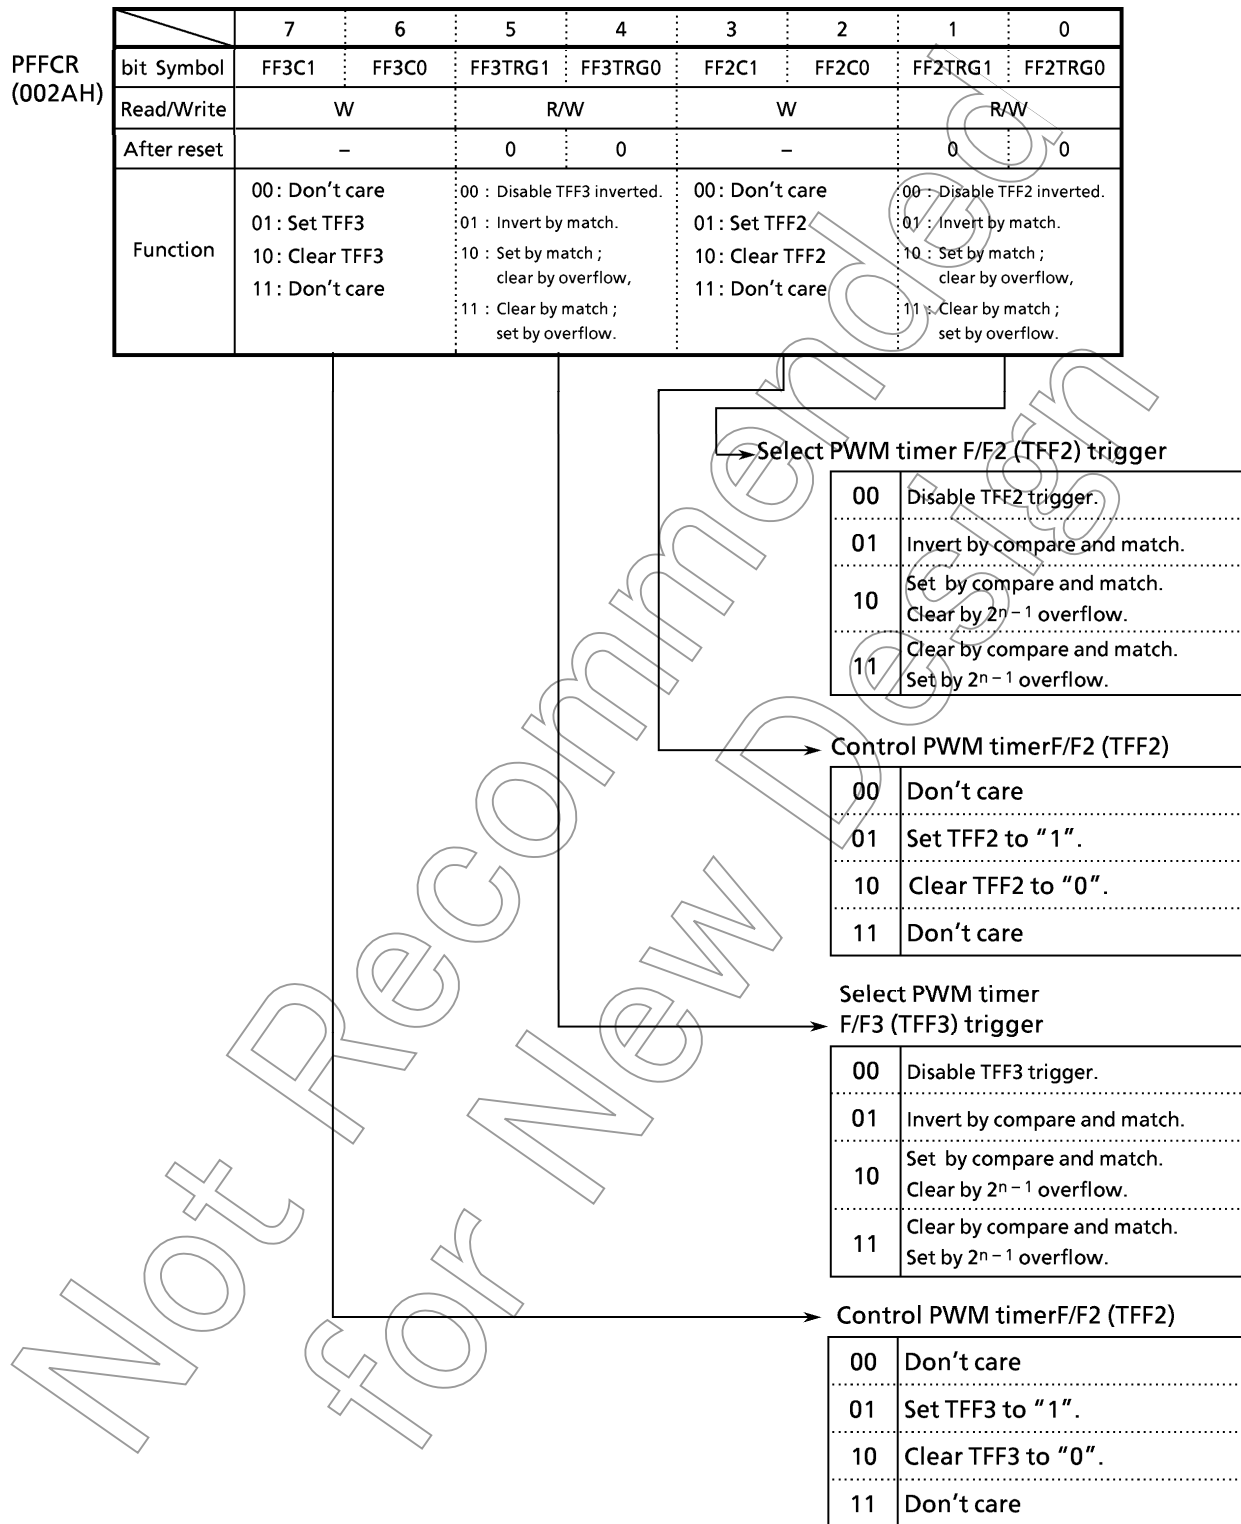 7 6 5 4 3 2 1 0
PFFCR
(002AH)
bit Symbol FF3C1 FF3C0 FF3TRG1 FF3TRG0 FF2C1 FF2C0 FF2TRG1 FF2TRG0
Read/Write W R/W W R/W
After reset – 0 0 – 0 0
Function
00 : Don't care
01 : Set TFF3
10 : Clear TFF3
11 : Don't care
00 : Disable TFF3 inverted.
01 : Invert by match.
10 : Set by match ;
clear by overflow,
11 : Clear by match ;
set by overflow.
00 : Don't care
01 : Set TFF2
10 : Clear TFF2
11 : Don't care
00 : Disable TFF2 inverted.
01 : Invert by match.
10 : Set by match ;
clear by overflow,
11 : Clear by match ;
set by overflow.
Select PWM timer F/F2 (TFF2) trigger
00 Disable TFF2 trigger.
01 Invert by compare and match.
10 Set by compare and match.
Clear by 2ⁿ⁻¹ overflow.
11 Clear by compare and match.
Set by 2ⁿ⁻¹ overflow.
Control PWM timerF/F2 (TFF2)
00 Don't care
01 Set TFF2 to "1".
10 Clear TFF2 to "0".
11 Don't care
Select PWM timer
F/F3 (TFF3) trigger
00 Disable TFF3 trigger.
01 Invert by compare and match.
10 Set by compare and match.
Clear by 2ⁿ⁻¹ overflow.
11 Clear by compare and match.
Set by 2ⁿ⁻¹ overflow.
Control PWM timerF/F2 (TFF2)
00 Don't care
01 Set TFF3 to "1".
10 Clear TFF3 to "0".
11 Don't care
Not Recommended
for New Design